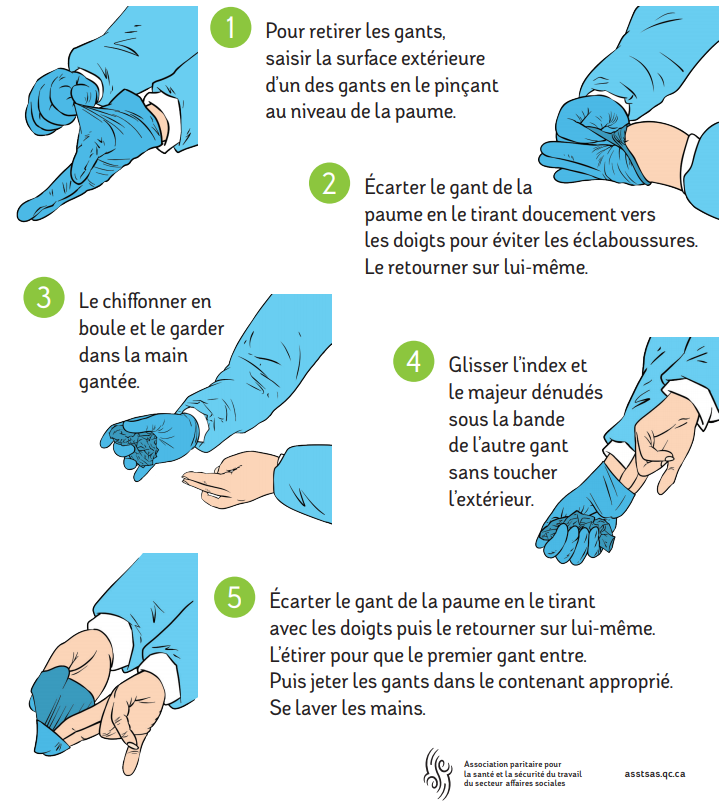 1
Pour retirer les gants,
saisir la surface extérieure
d'un des gants en le pinçant
au niveau de la paume.
2
Écarter le gant de la
paume en le tirant doucement vers
les doigts pour éviter les éclaboussures.
Le retourner sur lui-même.
3
Le chiffonner en
boule et le garder
dans la main
gantée.
4
Glisser l'index et
le majeur dénudés
sous la bande
de l'autre gant
sans toucher
l'extérieur.
5
Écarter le gant de la paume en le tirant
avec les doigts puis le retourner sur lui-même.
L'étirer pour que le premier gant entre.
Puis jeter les gants dans le contenant approprié.
Se laver les mains.
Association paritaire pour
la santé et la sécurité du travail
du secteur affaires sociales
asstsas.qc.ca